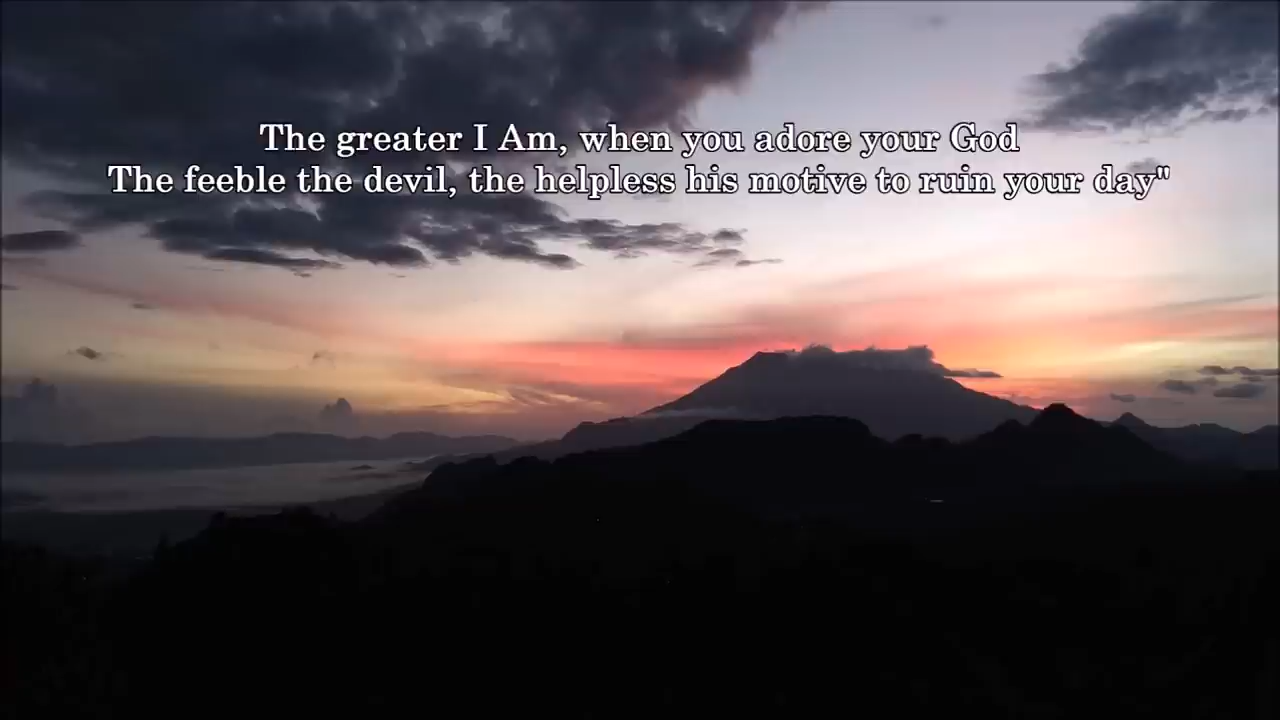 The greater I Am, when you adore your God
The feeble the devil, the helpless his motive to ruin your day"